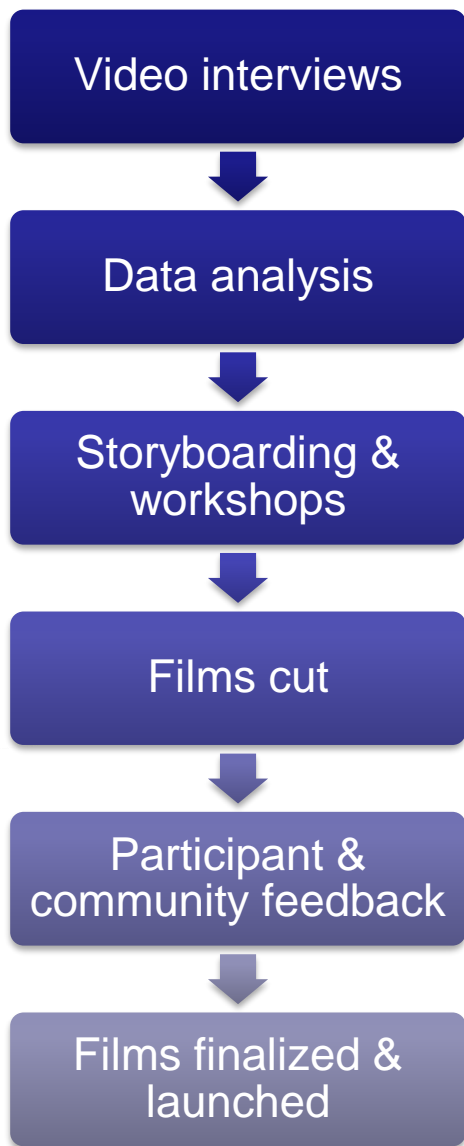 Video interviews
Data analysis
Storyboarding &
workshops
Films cut
Participant &
community feedback
Films finalized &
launched